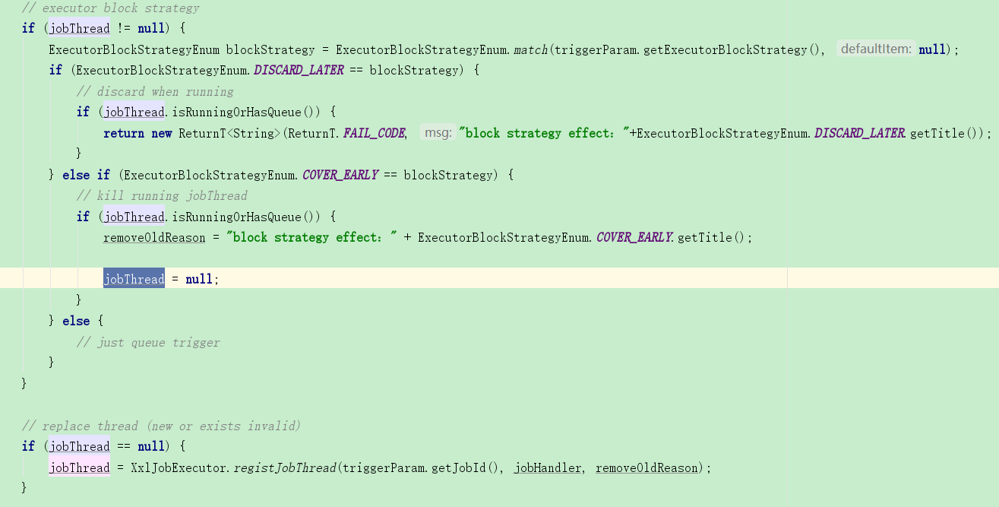 // executor block strategy
if (jobThread != null) {
ExecutorBlockStrategyEnum blockStrategy = ExecutorBlockStrategyEnum.match(triggerParam.getExecutorBlockStrategy(), defaultItem: null);
if (ExecutorBlockStrategyEnum.DISCARD_LATER == blockStrategy) {
// discard when running
if (jobThread.isRunningOrHasQueue()) {
return new ReturnT<String>(ReturnT.FAIL_CODE, msg: "block strategy effect："+ExecutorBlockStrategyEnum.DISCARD_LATER.getTitle());
}
} else if (ExecutorBlockStrategyEnum.COVER_EARLY == blockStrategy) {
// kill running jobThread
if (jobThread.isRunningOrHasQueue()) {
removeOldReason = "block strategy effect：" + ExecutorBlockStrategyEnum.COVER_EARLY.getTitle();
jobThread = null;
}
} else {
// just queue trigger
}
}
// replace thread (new or exists invalid)
if (jobThread == null) {
jobThread = XxlJobExecutor.registJobThread(triggerParam.getJobId(), jobHandler, removeOldReason);
}